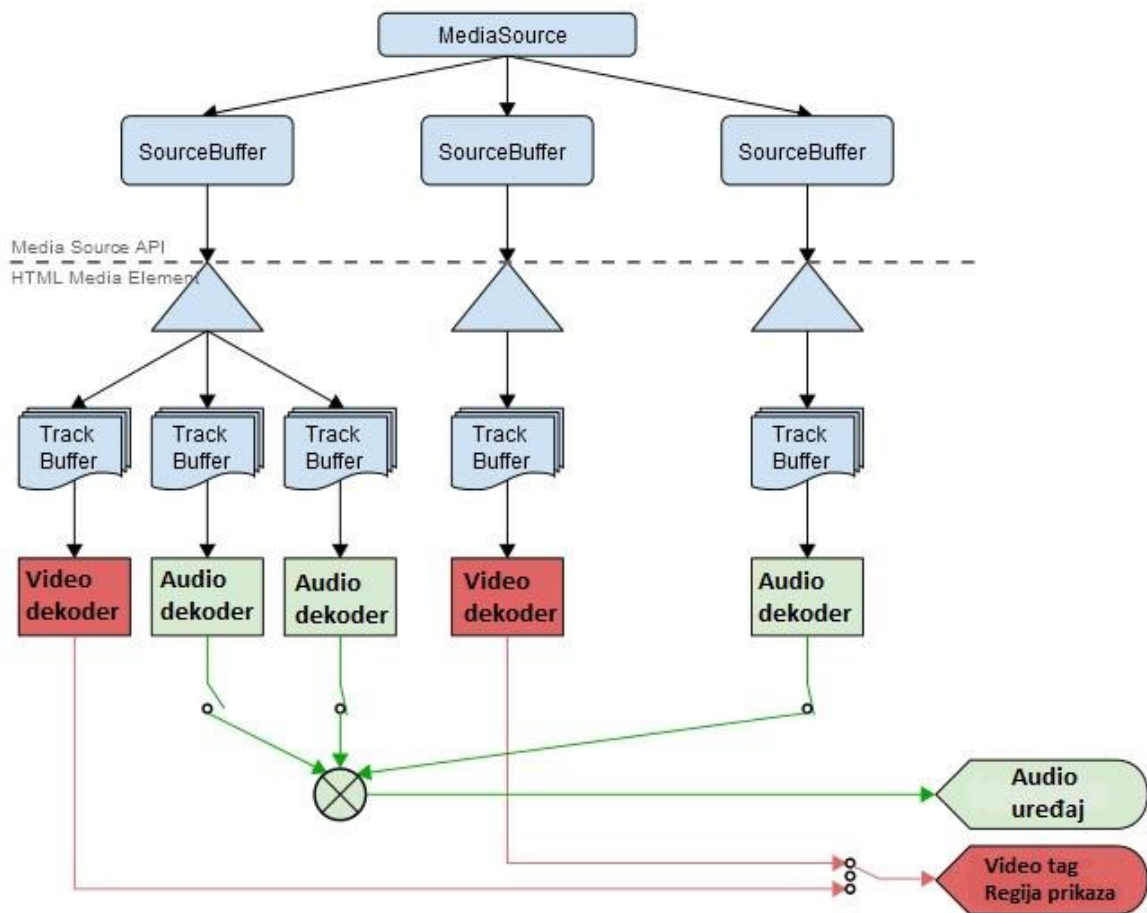 MediaSource
SourceBuffer
SourceBuffer
SourceBuffer
Media Source API
HTML Media Element
Track
Buffer
Track
Buffer
Track
Buffer
Track
Buffer
Track
Buffer
Video
dekoder
Audio
dekoder
Audio
dekoder
Video
dekoder
Audio
dekoder
Audio
uređaj
Video tag
Regija prikaza